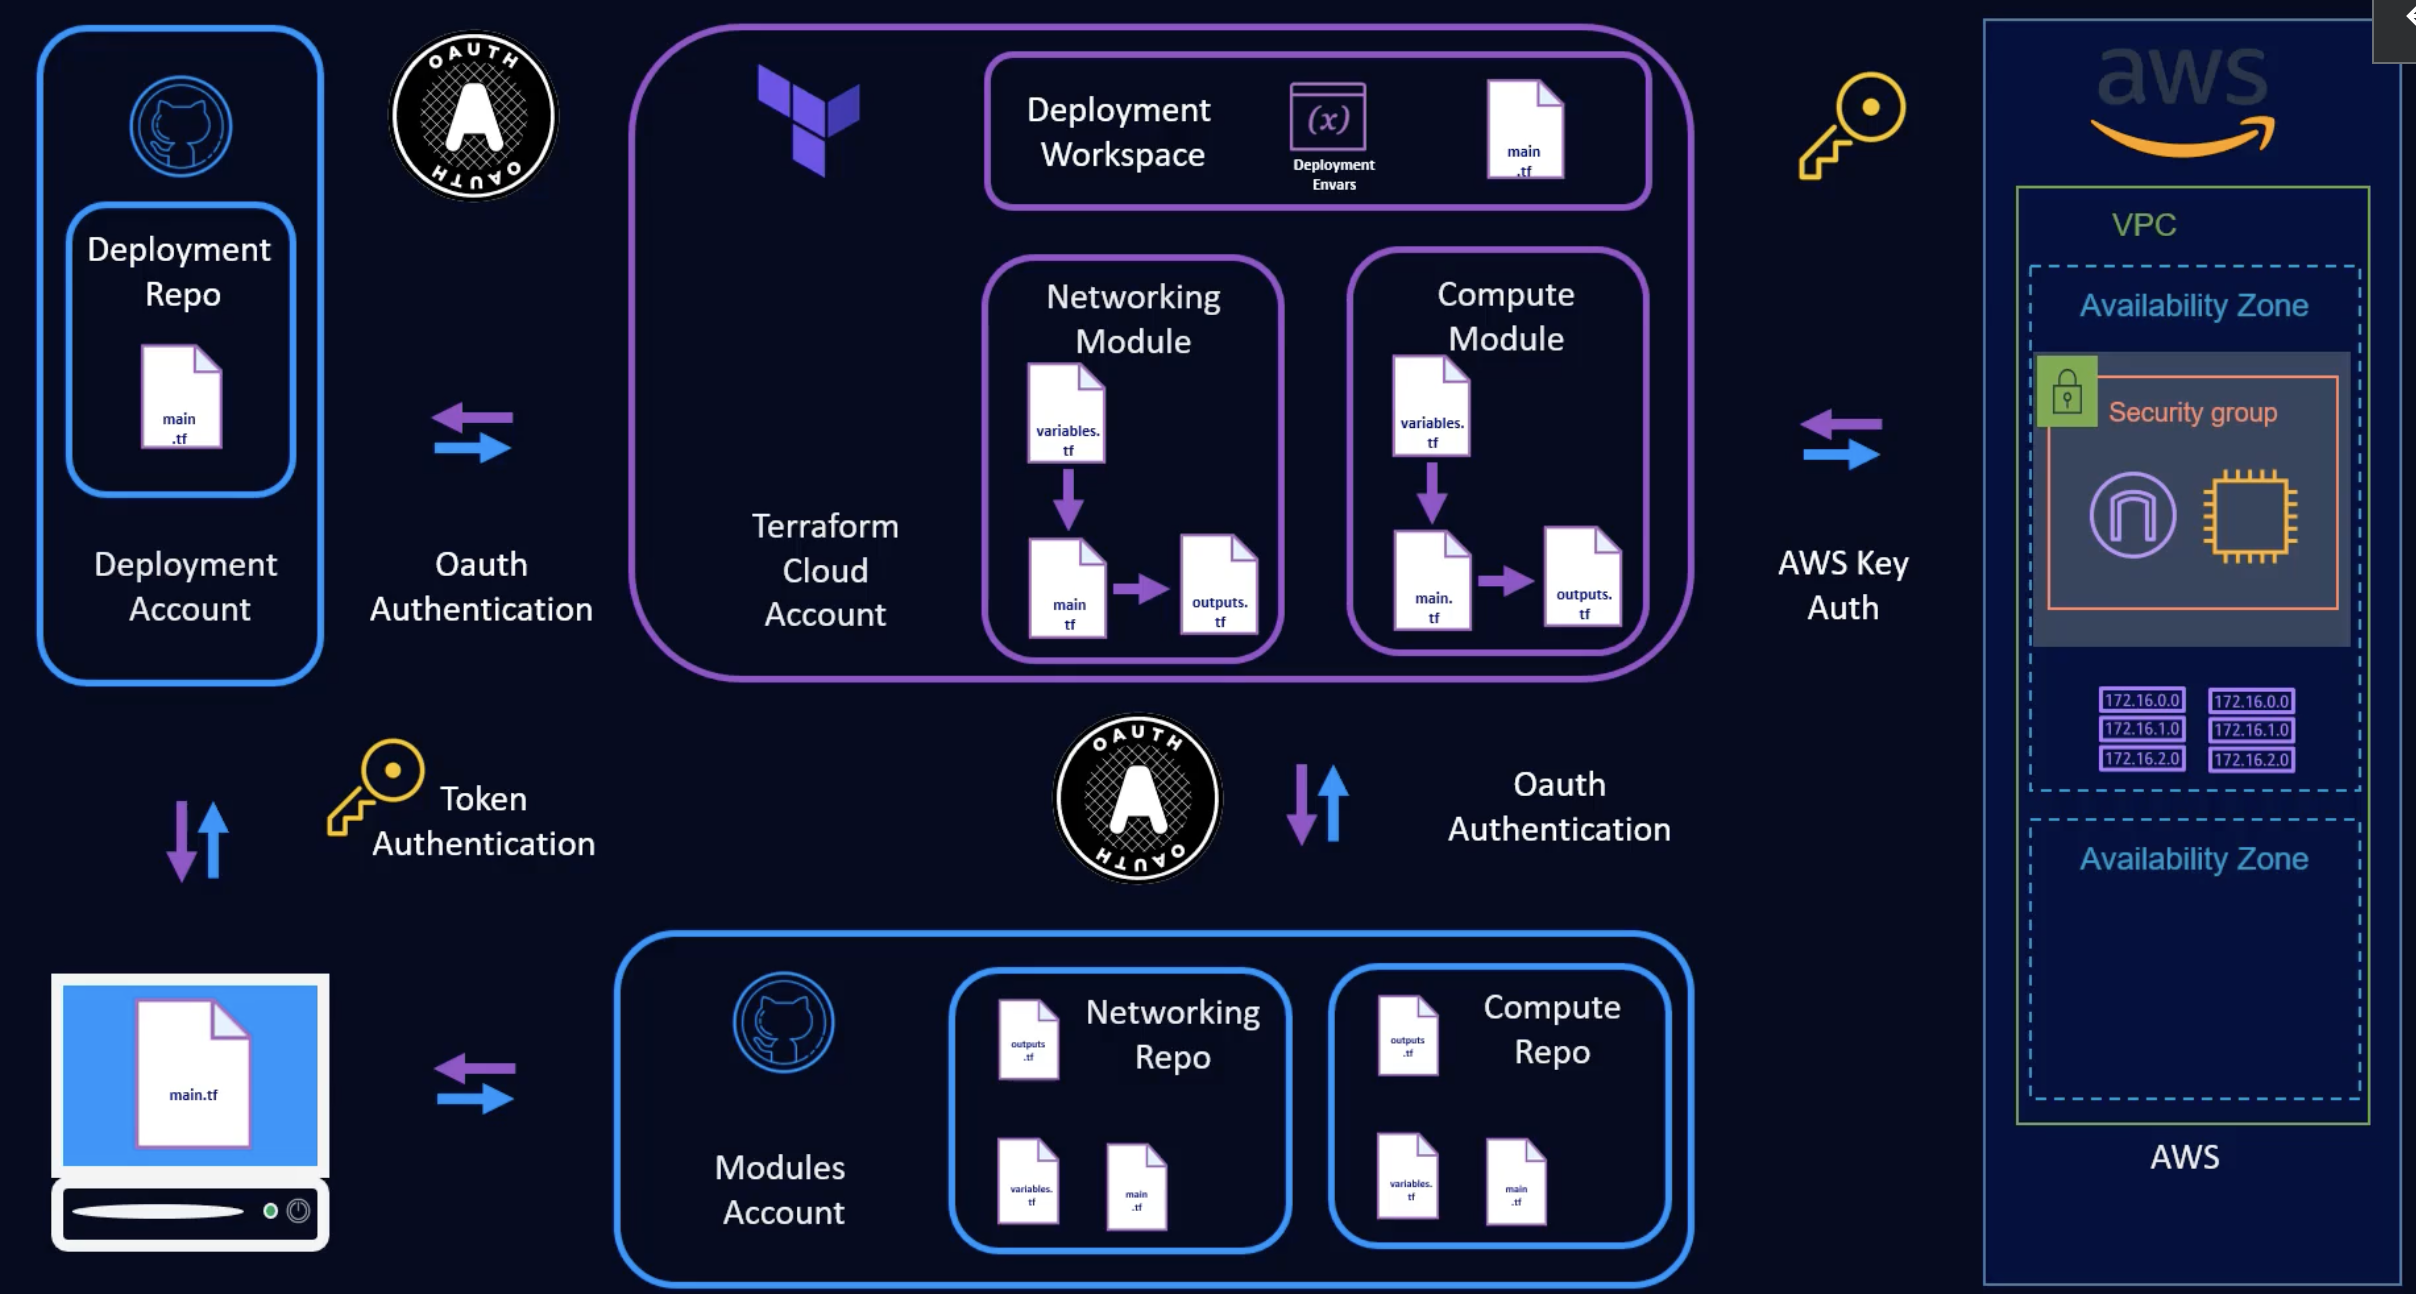 OAUTH
OAUTH
Deployment
Repo
main
.tf
Deployment
Account
Oauth
Authentication
Terraform
Cloud
Account
Deployment
Workspace
(x)
Deployment
Envars
main
.tf
Networking
Module
variables.
tf
main
tf
outputs.
tf
Compute
Module
variables.
tf
main.
tf
outputs.
tf
AWS Key
Auth
aws
VPC
Availability Zone
Security group
172.16.0.0
172.16.1.0
172.16.2.0
172.16.0.0
172.16.1.0
172.16.2.0
Availability Zone
AWS
Token
Authentication
OAUTH
OAUTH
Oauth
Authentication
main.tf
Modules
Account
Networking
Repo
outputs
.tf
variables.
tf
main
.tf
Compute
Repo
outputs
.tf
variables.
tf
main
.tf